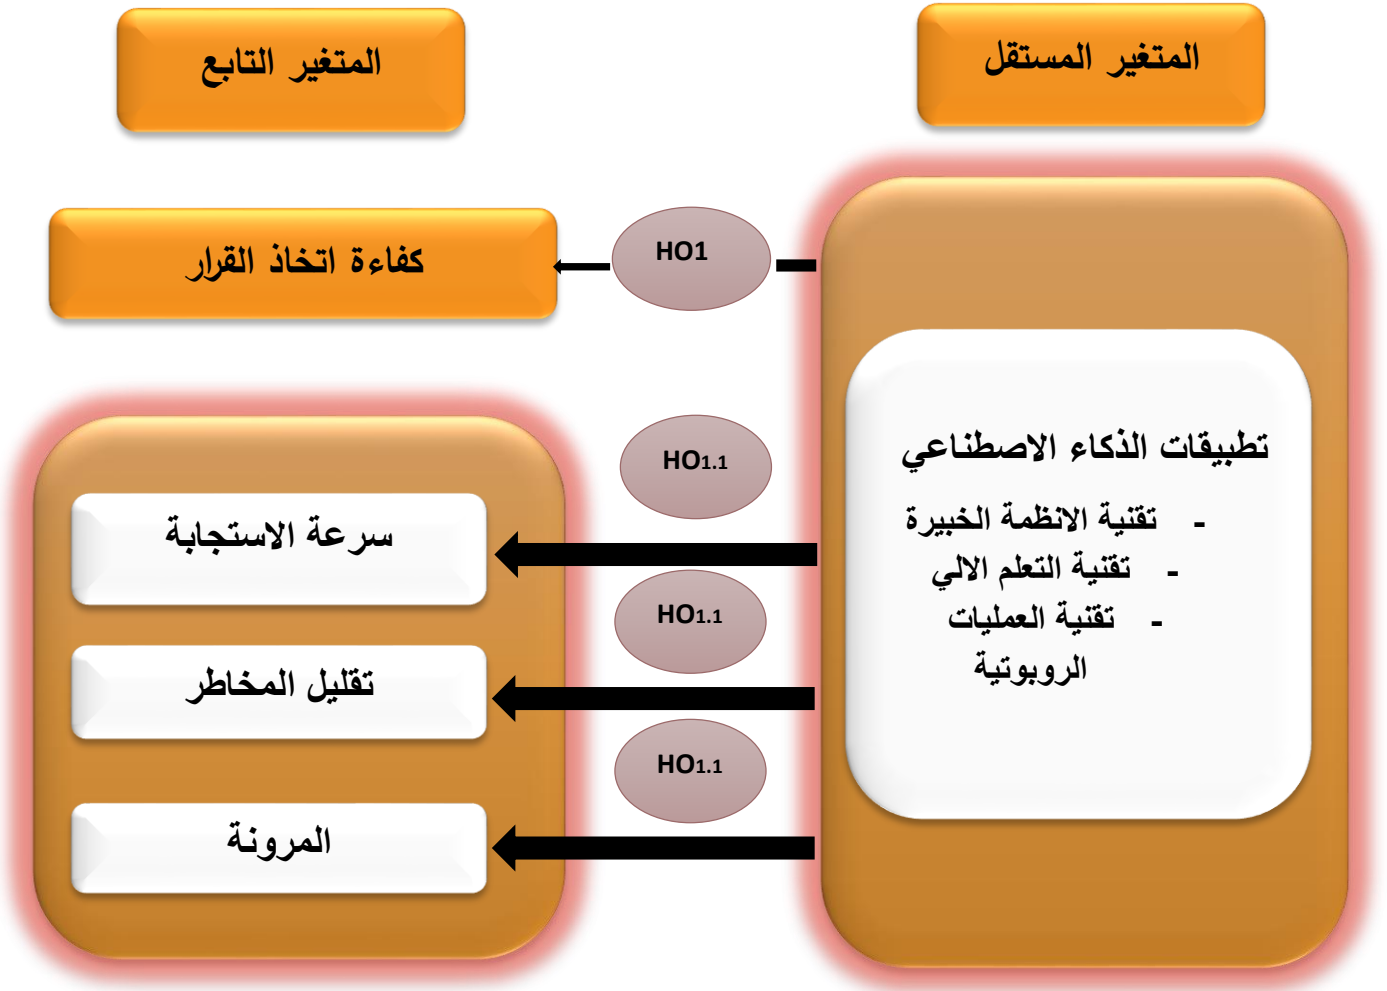 المتغير المستقل
المتغير التابع
HO1
كفاءة اتخاذ القرار
تطبيقات الذكاء الاصطناعي
- تقنية الانظمة الخبيرة
- تقنية التعلم الالي
- تقنية العمليات
الروبوتية
HO1.1
سرعة الاستجابة
HO1.1
تقليل المخاطر
HO1.1
المرونة